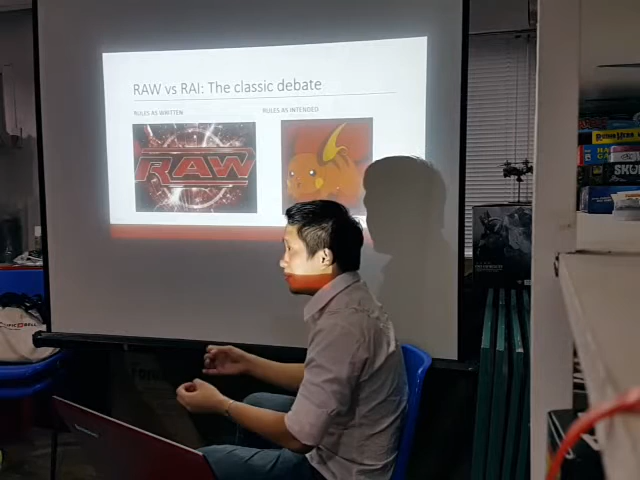 RAW vs RAI: The classic debate
RULES AS WRITTEN
RULES AS INTENDED
RAW